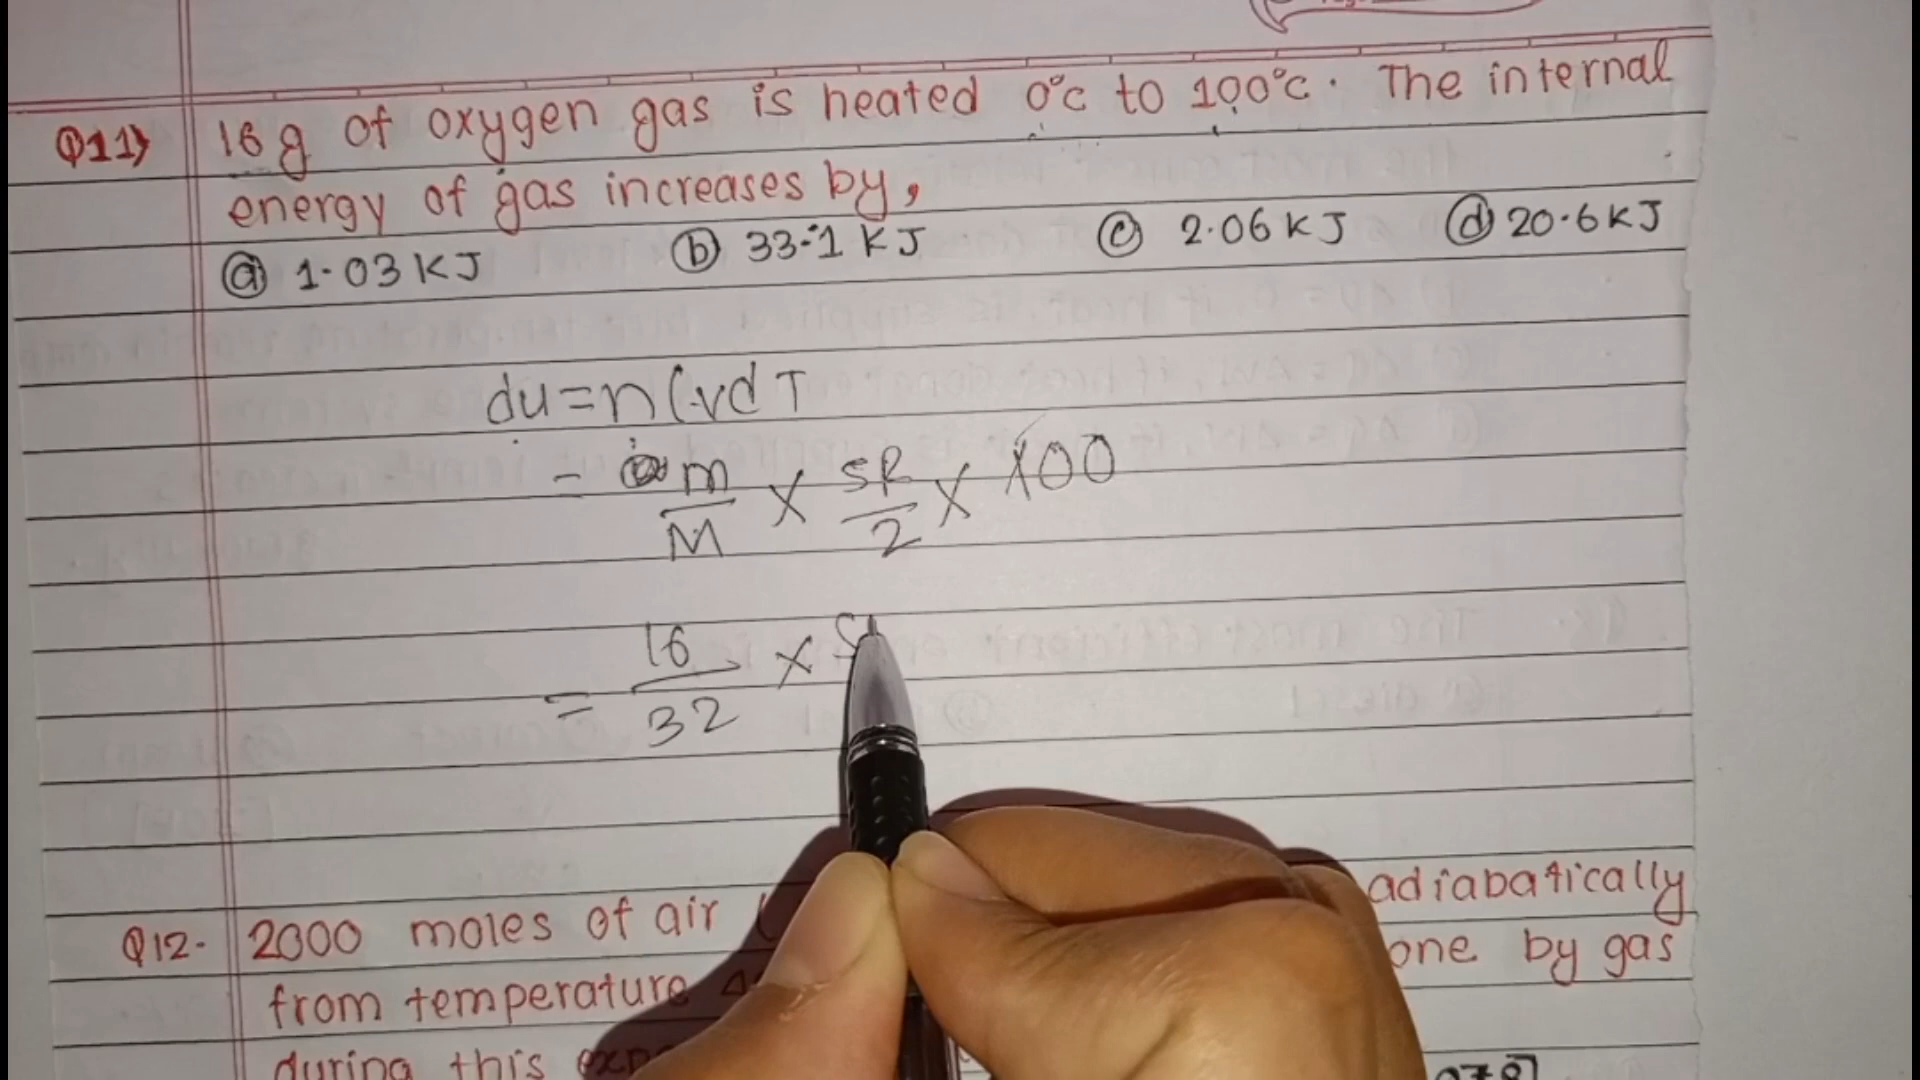 Q11) 16 g of oxygen gas is heated 0°C to 100°C. The internal
energy of gas increases by,
(a) 1.03 KJ (b) 33.1 KJ (c) 2.06 KJ (d) 20.6 KJ
du = nCvdT
= m/M × 5R/2 × 100
= 16/32 × 5
Q12- 2000 moles of air adiabatically
from temperature one by gas
during this